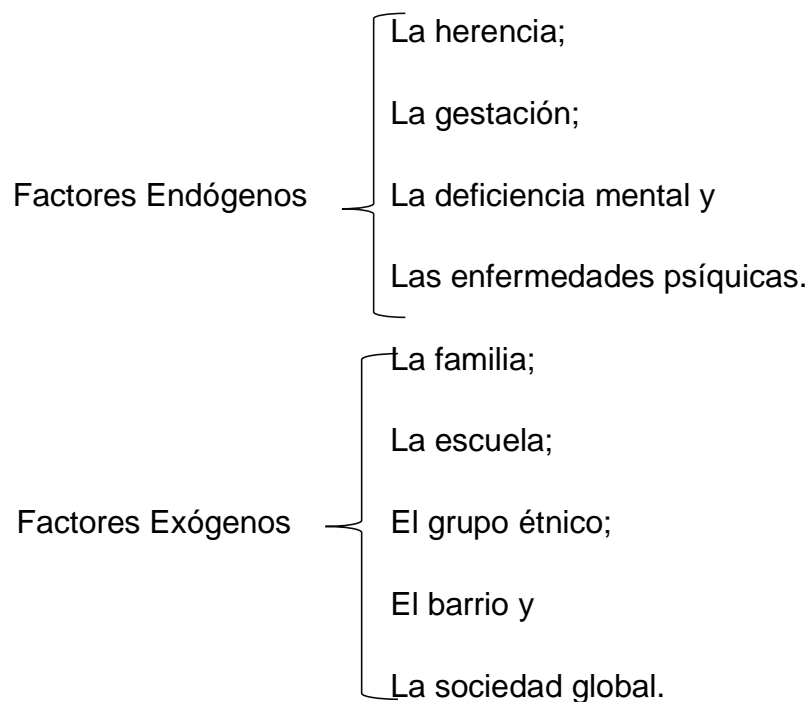 La herencia;
La gestación;
Factores Endógenos
La deficiencia mental y
Las enfermedades psíquicas.
La familia;
La escuela;
Factores Exógenos
El grupo étnico;
El barrio y
La sociedad global.